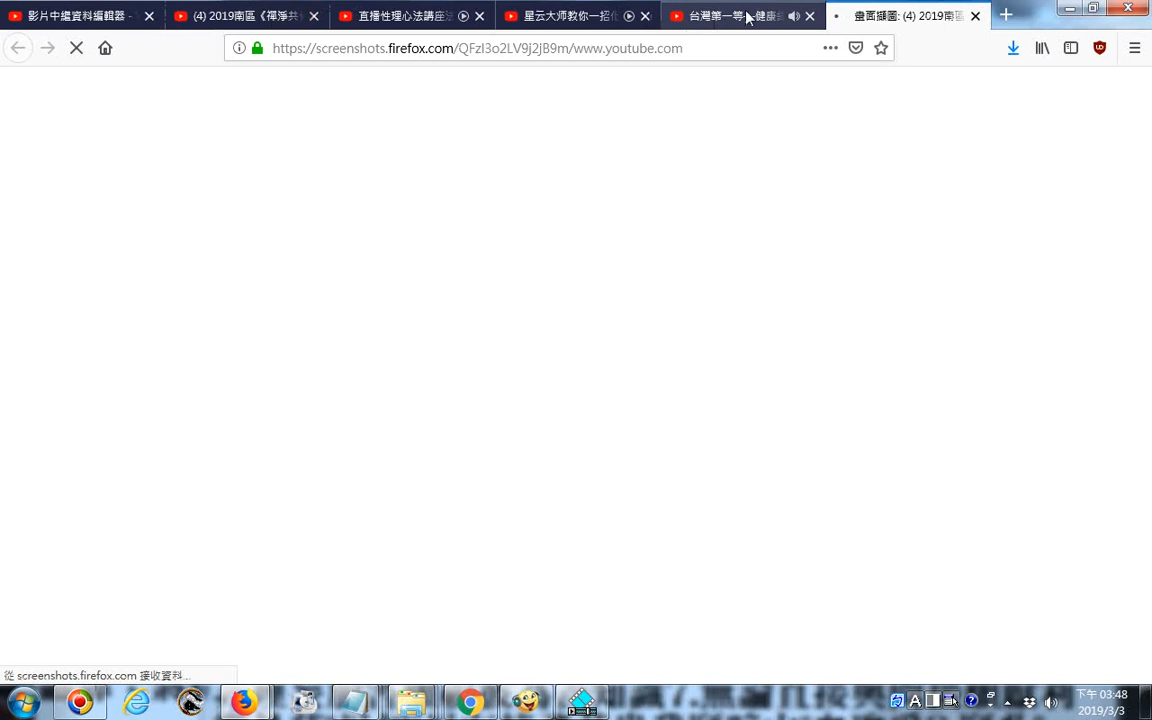 影片中繼資料編輯器 -
(4) 2019南區《禪淨共
直播性理心法講座
星云大师教你一招
台灣第一等 健康
畫面擷圖: (4) 2019南區
https://screenshots.firefox.com/QFzI3o2LV9j2JB9m/www.youtube.com
從 screenshots.firefox.com 接收資料...
下午 03:48
2019/3/3